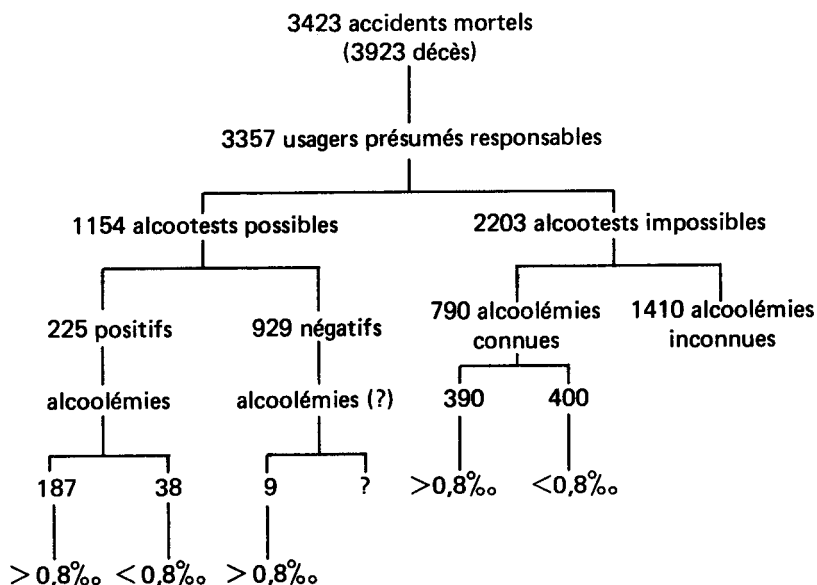 3423 accidents mortels
(3923 décès)
3357 usagers présumés responsables
1154 alcootests possibles
2203 alcootests impossibles
225 positifs
929 négatifs
790 alcoolémies
connues
1410 alcoolémies
inconnues
alcoolémies
alcoolémies (?)
390
400
187
38
9
?
>0,8‰
<0,8‰
>0,8‰
<0,8‰
>0,8‰